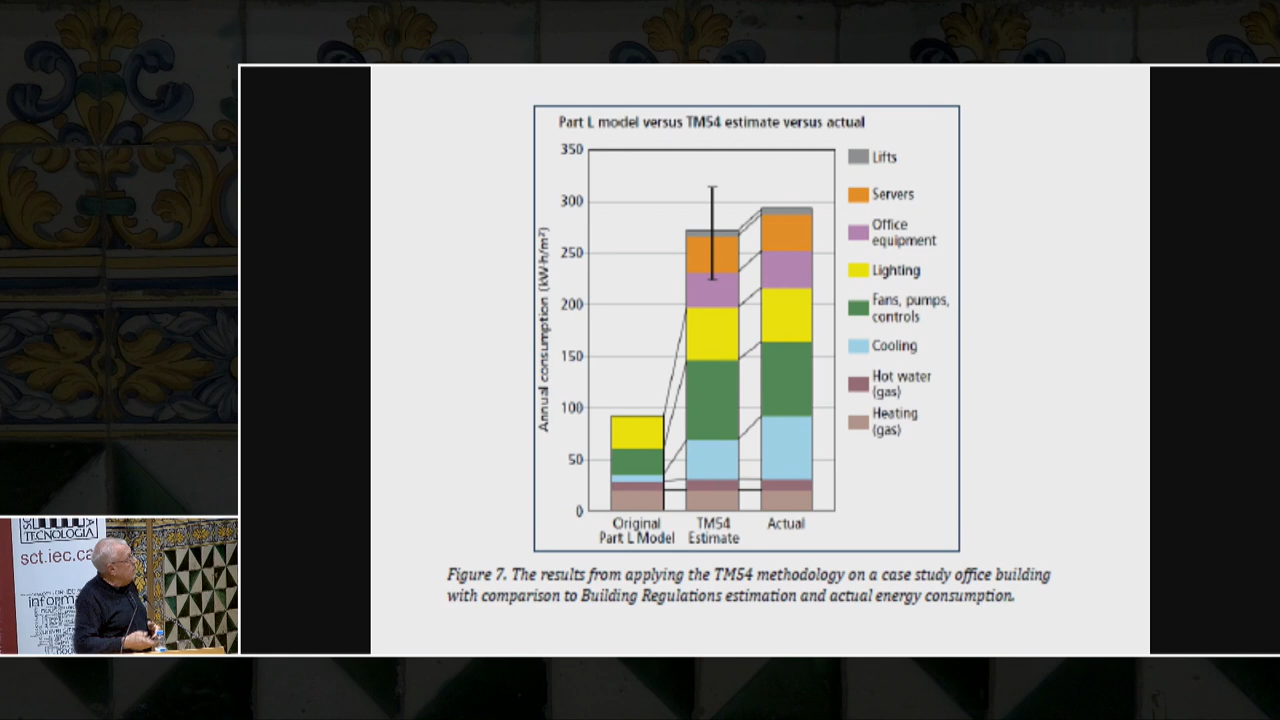 Part L model versus TM54 estimate versus actual
350
300
250
200
150
100
50
0
Annual consumption (kW·h/m²)
Original
Part L Model
TM54
Estimate
Actual
Lifts
Servers
Office
equipment
Lighting
Fans, pumps,
controls
Cooling
Hot water
(gas)
Heating
(gas)
Figure 7. The results from applying the TM54 methodology on a case study office building
with comparison to Building Regulations estimation and actual energy consumption.
TECNOLOGIA
sct.iec.ca
inform